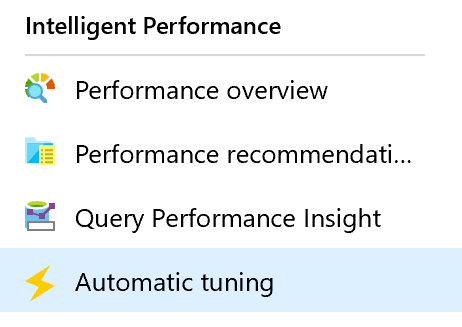 Intelligent Performance
Performance overview
Performance recommendati...
Query Performance Insight
Automatic tuning